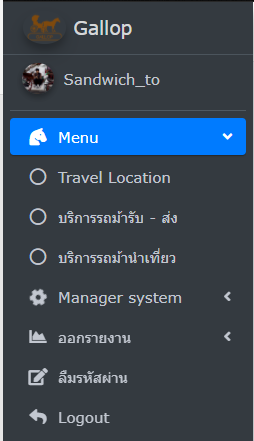 Gallop
Sandwich_to
Menu
Travel Location
บริการรถม้ารับ - ส่ง
บริการรถม้านำเที่ยว
Manager system
ออกรายงาน
ลืมรหัสผ่าน
Logout